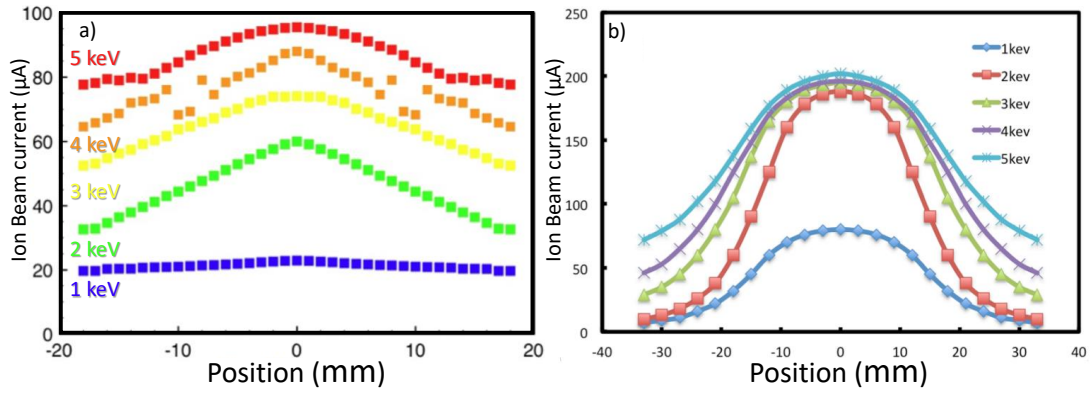 a)
100
80
60
40
20
0
Ion Beam current (µA)
5 keV
4 keV
3 keV
2 keV
1 keV
-20
-10
0
10
20
Position (mm)
b)
250
200
150
100
50
0
Ion Beam current (µA)
1kev
2kev
3kev
4kev
5kev
-40
-30
-20
-10
0
10
20
30
40
Position (mm)